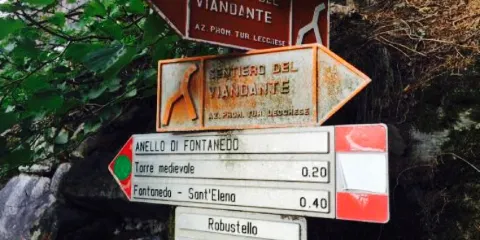 VIANDANTE
AZ. PROM. TUR. LECCHESE
SENTIERO DEL
VIANDANTE
AZ. PROM. TUR. LECCHESE
ANELLO DI FONTANEDO
Torre medievale 0.20
Fontanedo - Sant'Elena 0.40
Robustello